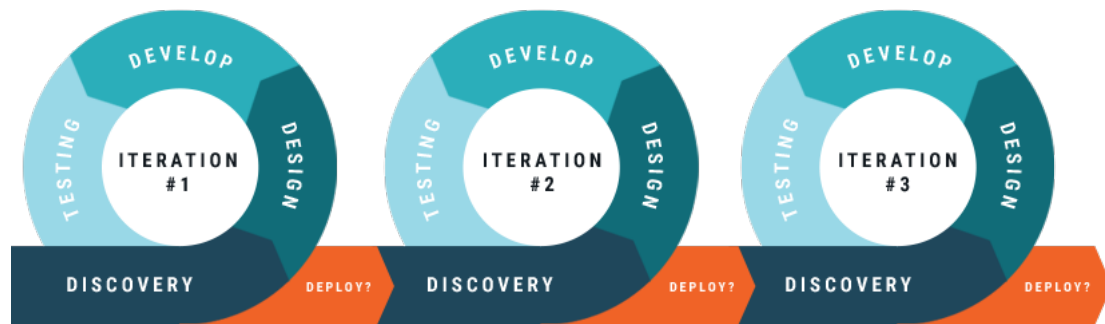 DEVELOP
TESTING
DESIGN
ITERATION
#1
DISCOVERY
DEPLOY?
DEVELOP
TESTING
DESIGN
ITERATION
#2
DISCOVERY
DEPLOY?
DEVELOP
TESTING
DESIGN
ITERATION
#3
DISCOVERY
DEPLOY?